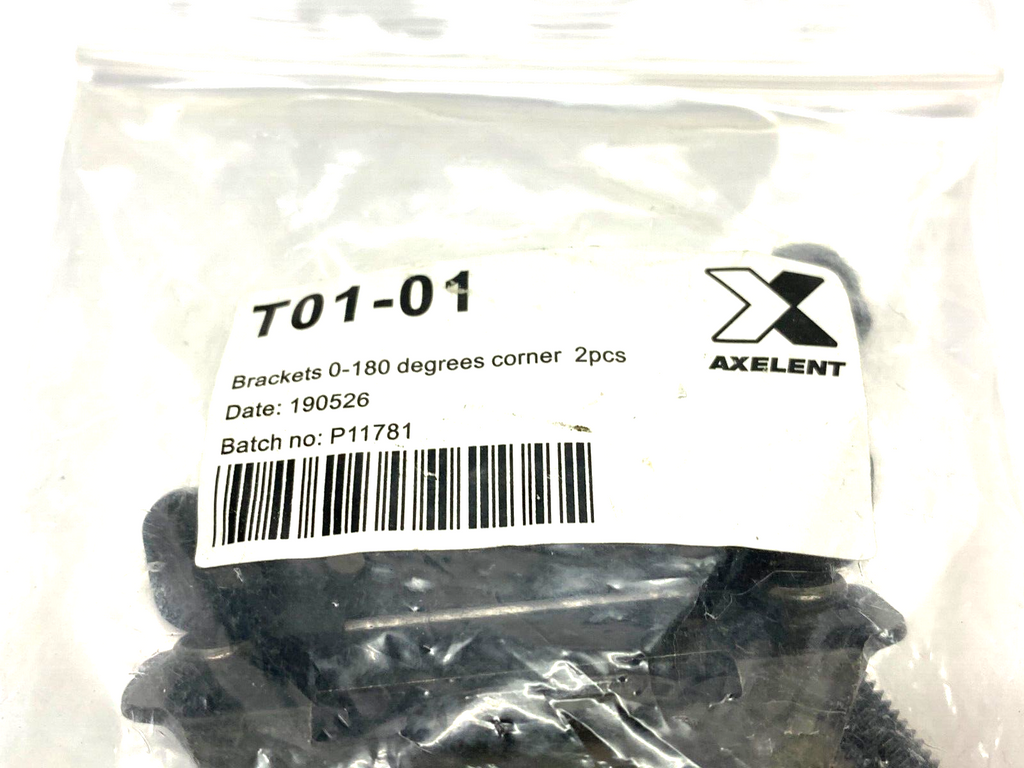 T01-01
X
AXELENT
Brackets 0-180 degrees corner 2pcs
Date: 190526
Batch no: P11781